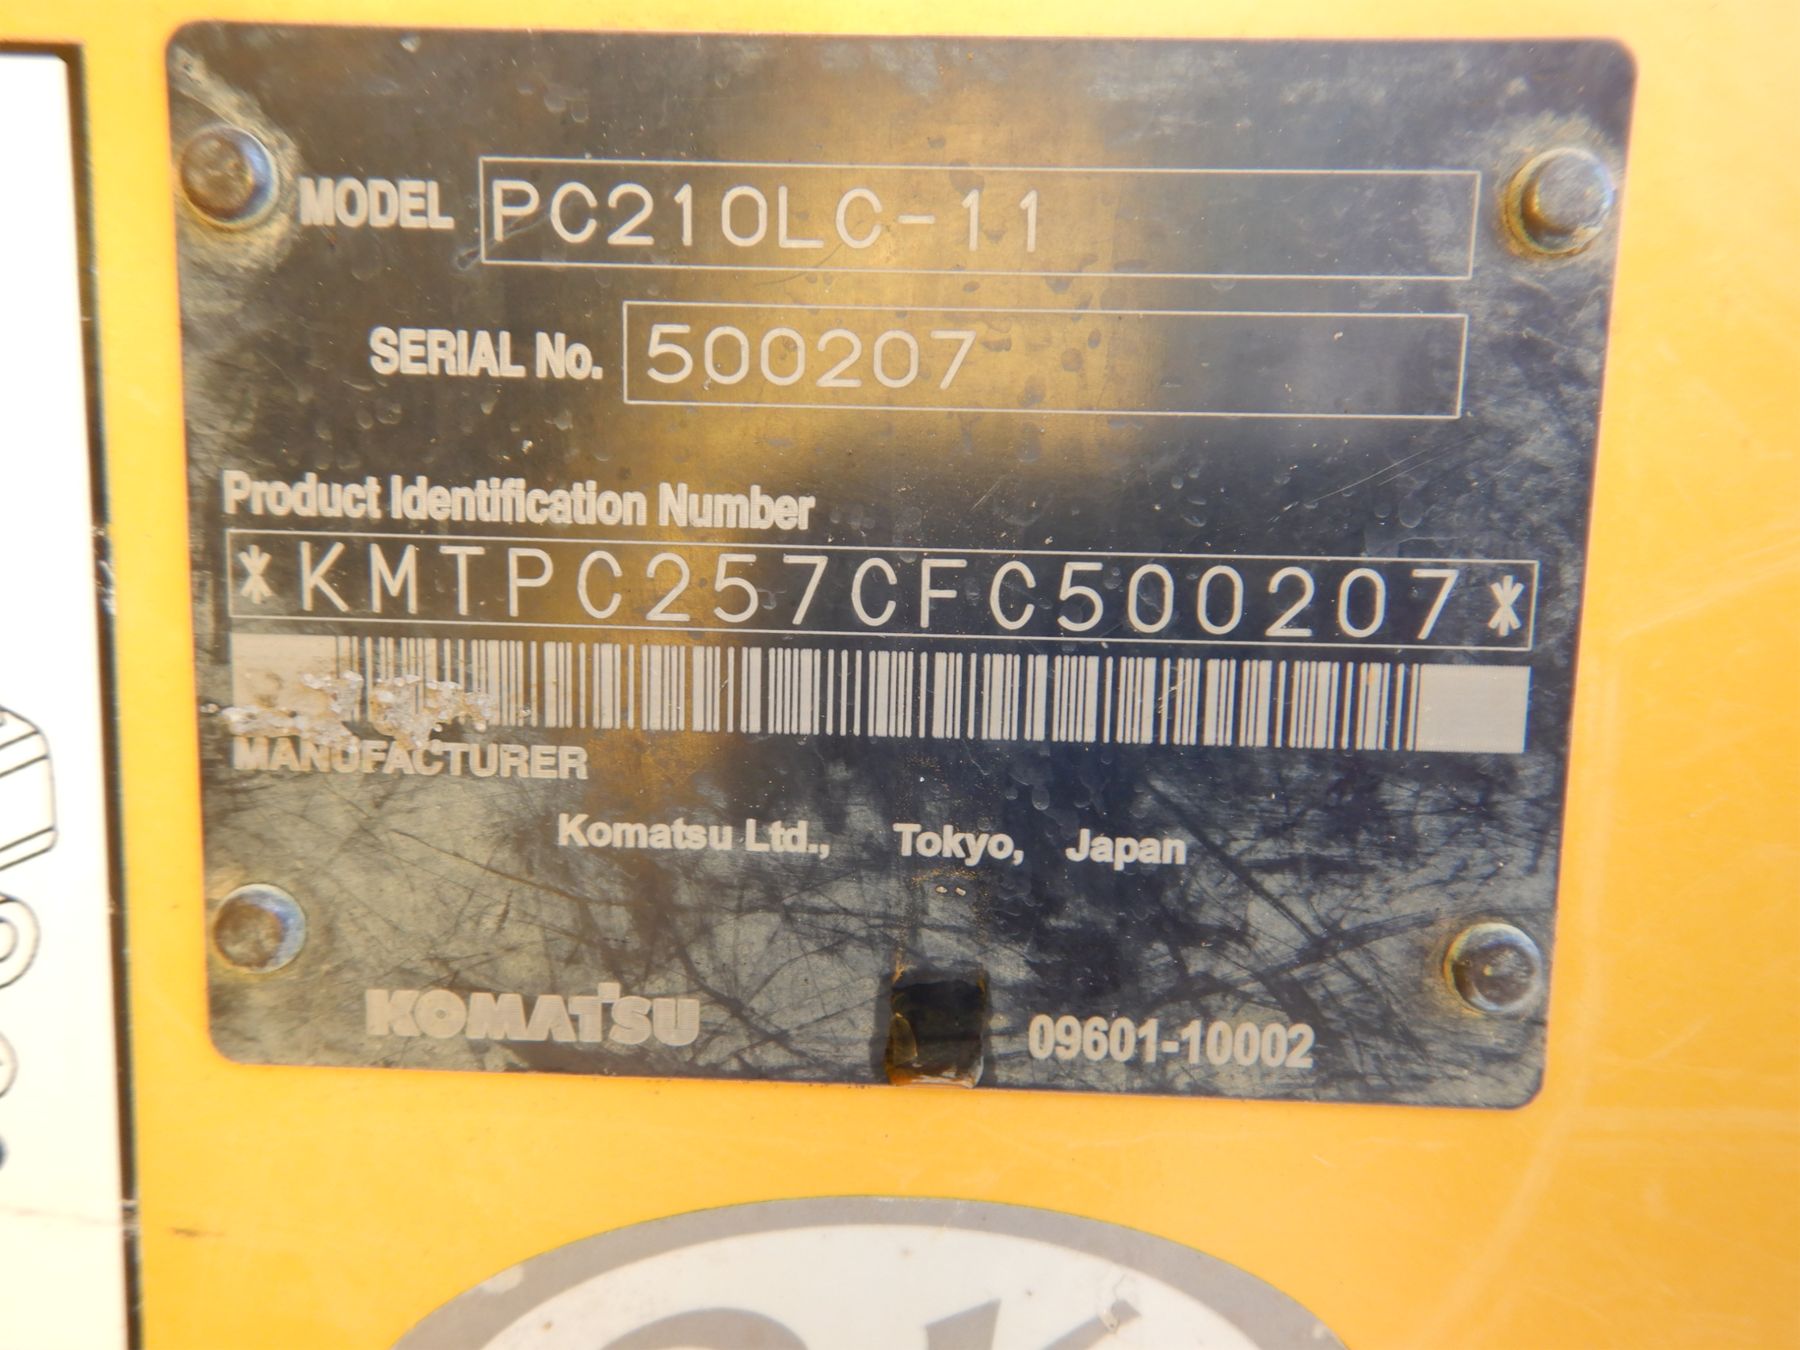 MODEL PC210LC-11
SERIAL No. 500207
Product Identification Number
*KMTPC257CFC500207*
MANUFACTURER
Komatsu Ltd., Tokyo, Japan
KOMATSU 09601-10002